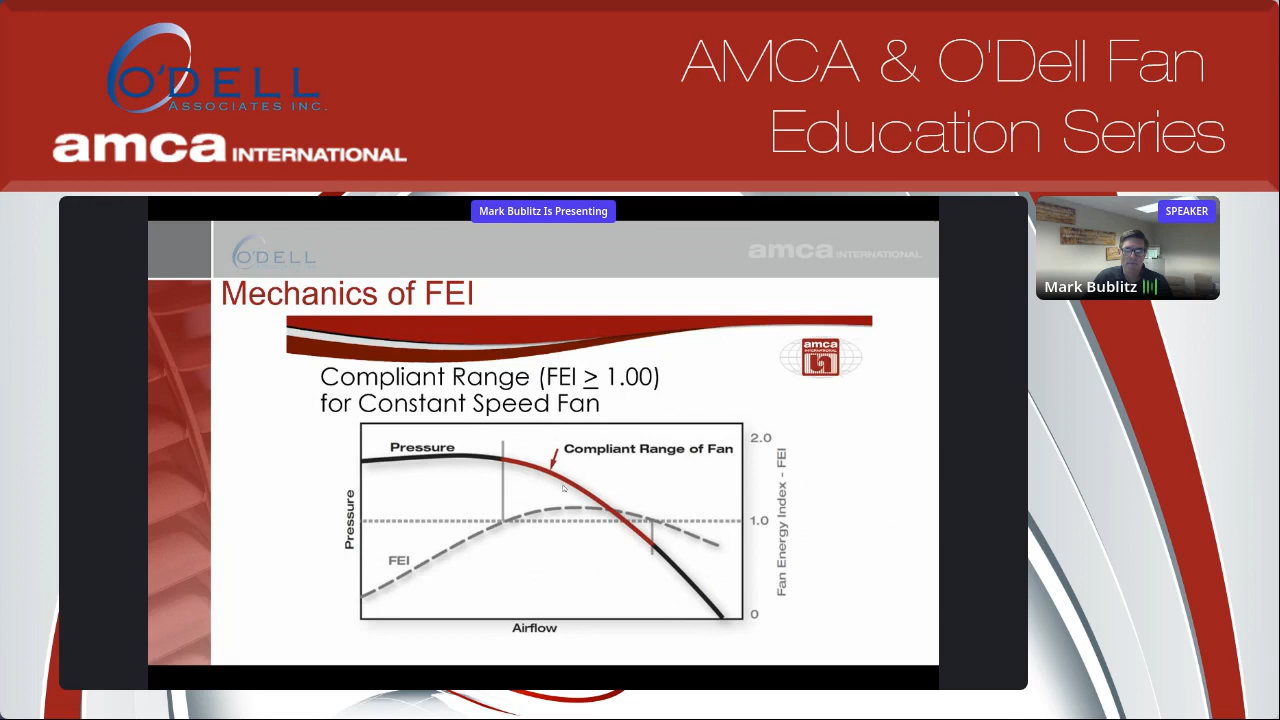 O'DELL
ASSOCIATES INC.
amca INTERNATIONAL
AMCA & O'Dell Fan
Education Series
Mark Bublitz Is Presenting
SPEAKER
Mark Bublitz
O'DELL
amca INTERNATIONAL
Mechanics of FEI
amca
INTERNATIONAL
Compliant Range (FEI ≥ 1.00)
for Constant Speed Fan
Pressure
Compliant Range of Fan
2.0
Pressure
1.0
Fan Energy Index - FEI
FEI
0
Airflow